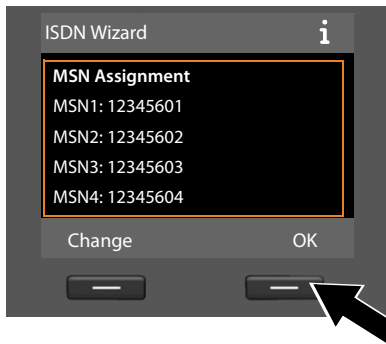 ISDN Wizard i
MSN Assignment
MSN1: 12345601
MSN2: 12345602
MSN3: 12345603
MSN4: 12345604
Change OK